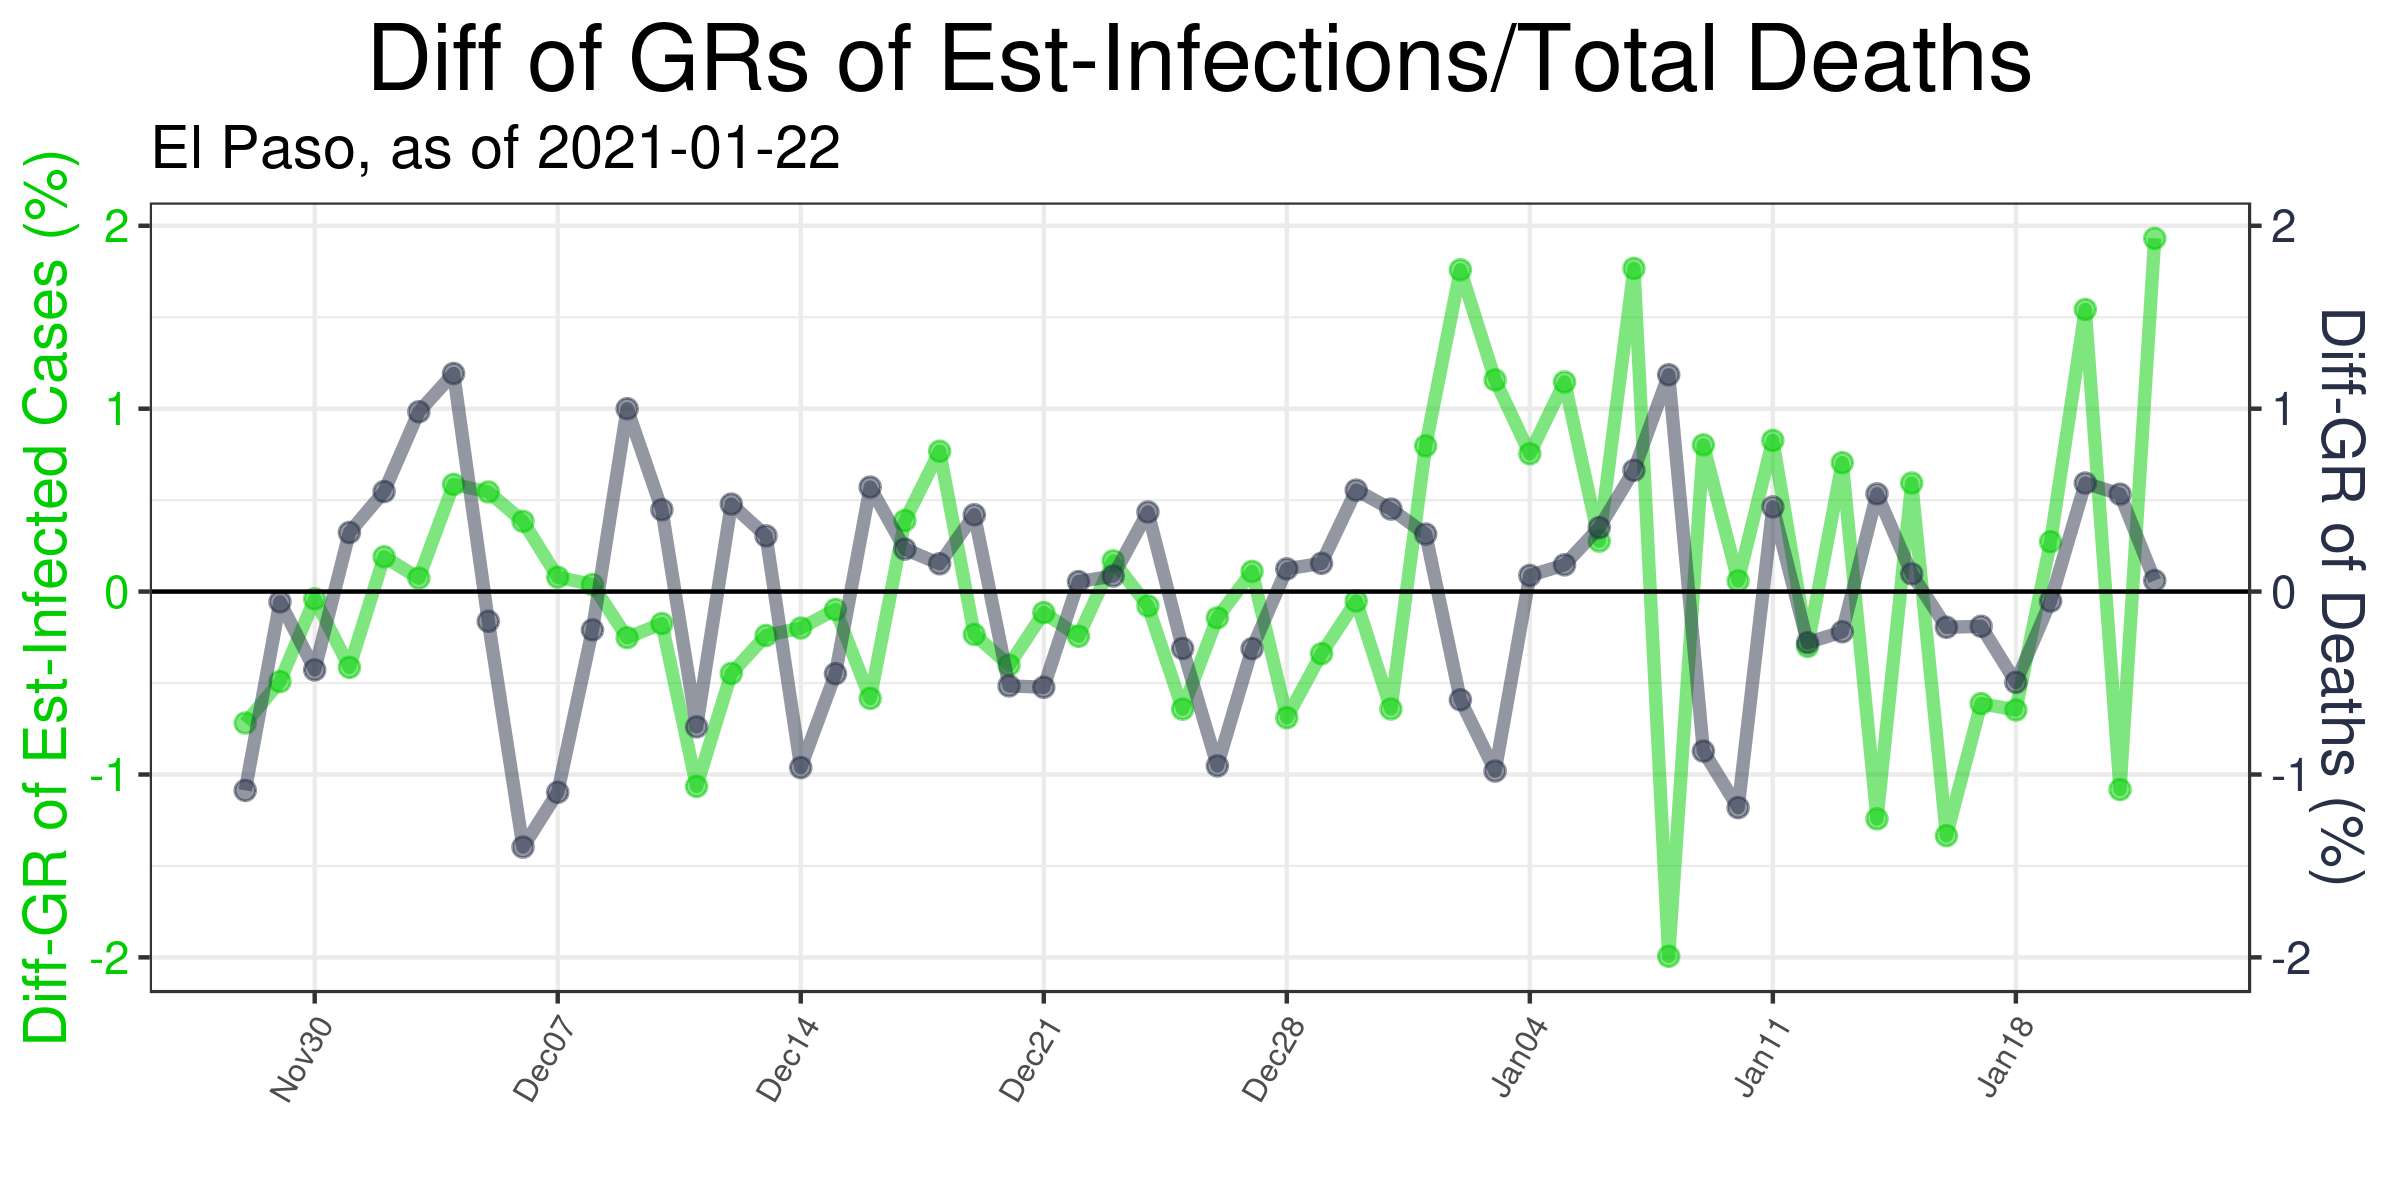 Diff of GRs of Est-Infections/Total Deaths
El Paso, as of 2021-01-22
Diff-GR of Est-Infected Cases (%)
2
1
0
-1
-2
2
1
0
-1
-2
Diff-GR of Deaths (%)
Nov30
Dec07
Dec14
Dec21
Dec28
Jan04
Jan11
Jan18